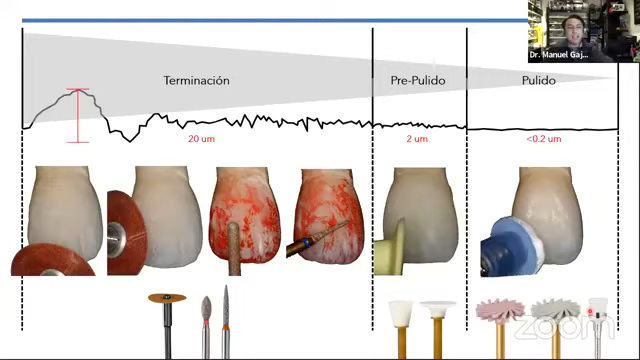 Dr. Manuel Gaj...
Terminación
Pre-Pulido
Pulido
20 um
2 um
<0.2 um
zoom